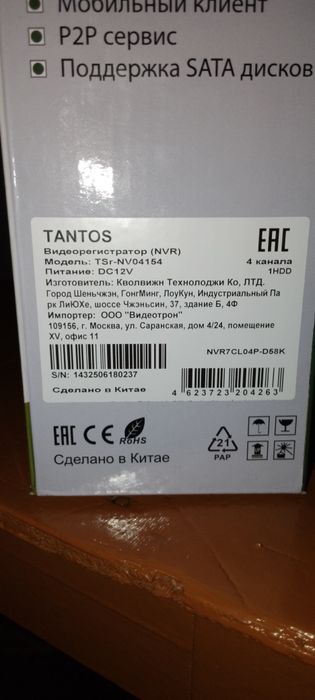 Мобильный клиент
P2P сервис
Поддержка SATA дисков
TANTOS
Видеорегистратор (NVR)
Модель: TSr-NV04154
Питание: DC12V
EAC
4 канала
1HDD
Изготовитель: Кволвижн Технолоджи Ко, ЛТД.
Город Шеньчжэн, ГонгМинг, ЛоуКун, Индустриальный Па
рк ЛиЮХе, шоссе Чжэньсин, 37, здание Б, 4Ф
Импортер: ООО "Видеотрон"
109156, г. Москва, ул. Саранская, дом 4/24, помещение
XV, офис 11
NVR7CL04P-D58K
S/N: 1432506180237
Сделано в Китае
4 623723 204263
EAC CE RoHS
21
PAP
Сделано в Китае